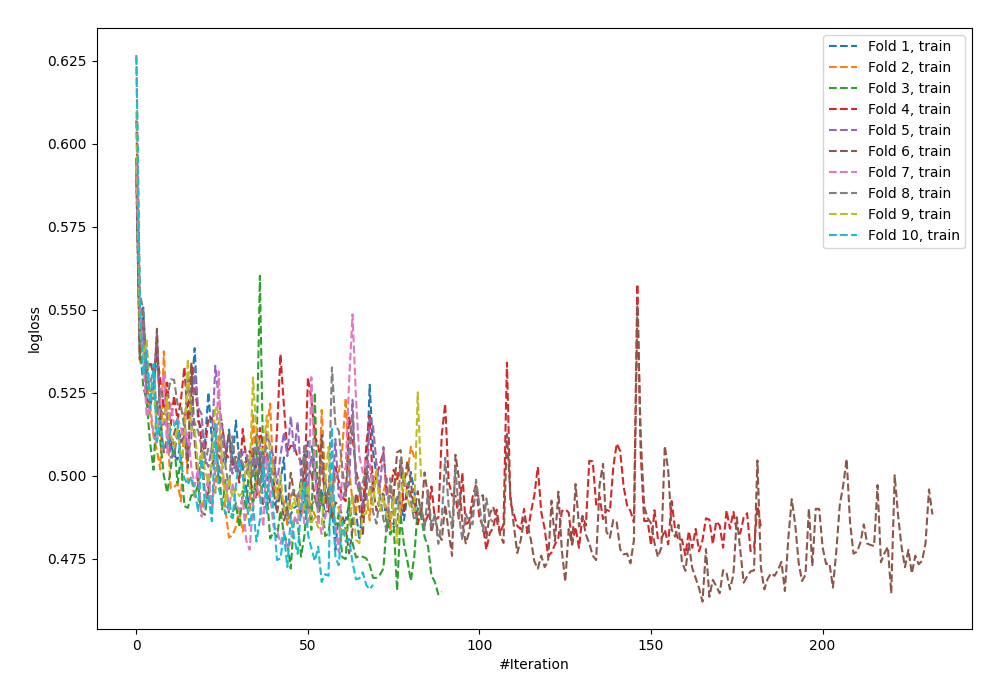 0.625
0.600
0.575
0.550
0.525
0.500
0.475
logloss
0
50
100
150
200
#Iteration
Fold 1, train
Fold 2, train
Fold 3, train
Fold 4, train
Fold 5, train
Fold 6, train
Fold 7, train
Fold 8, train
Fold 9, train
Fold 10, train